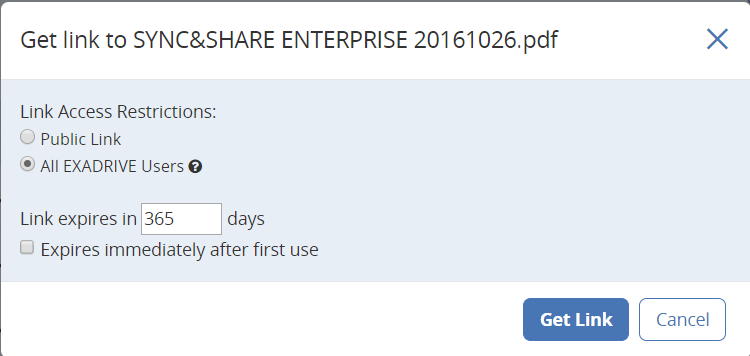 Get link to SYNC&SHARE ENTERPRISE 20161026.pdf
Link Access Restrictions:
Public Link
All EXADRIVE Users ?
Link expires in 365 days
Expires immediately after first use
Get Link Cancel